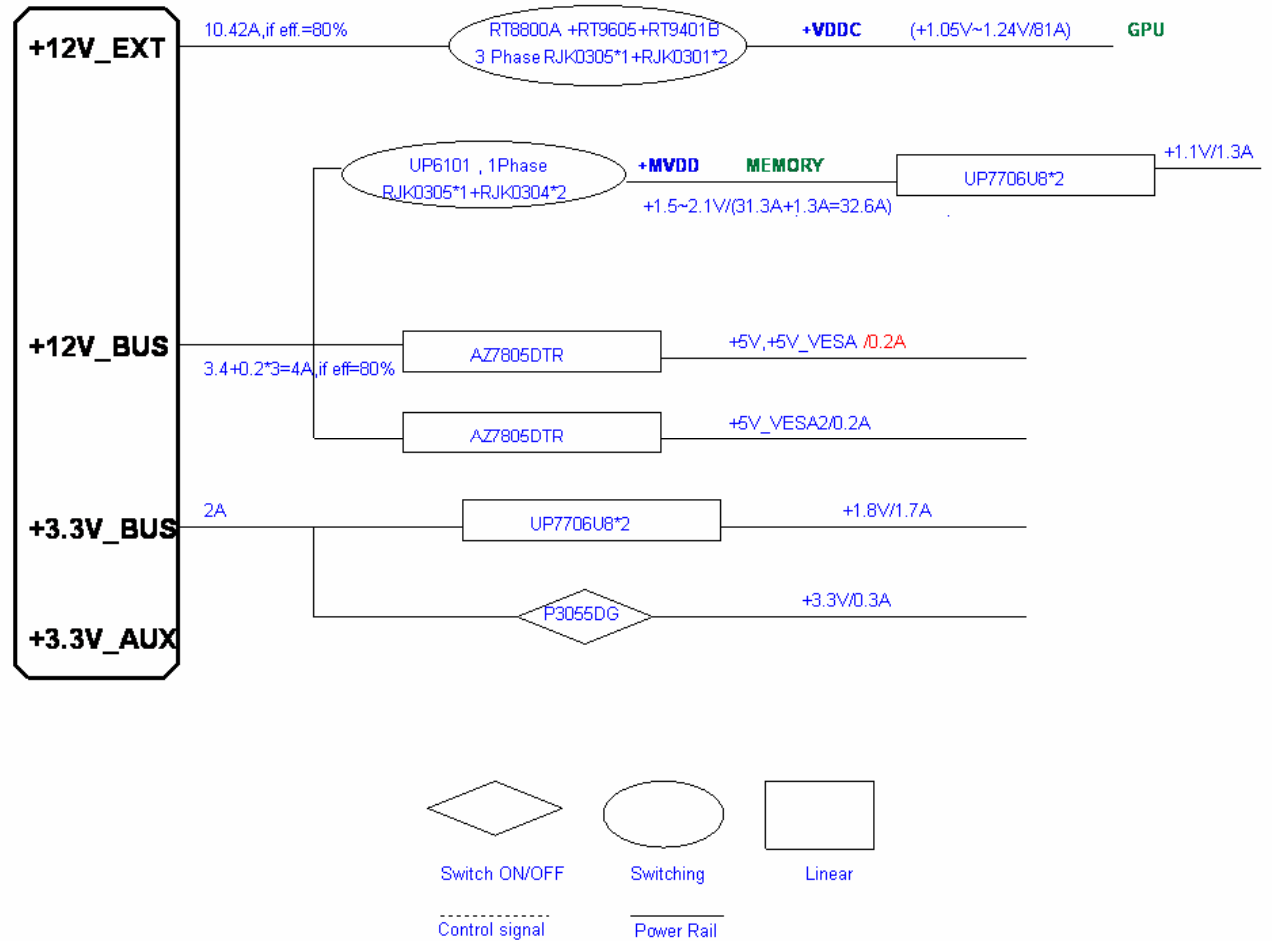 +12V_EXT
10.42A,if eff.=80%
RT8800A +RT9605+RT9401B
3 Phase RJK0305*1+RJK0301*2
+VDDC
(+1.05V~1.24V/81A)
GPU
UP6101 , 1Phase
RJK0305*1+RJK0304*2
+MVDD
MEMORY
+1.5~2.1V/(31.3A+1.3A=32.6A)
UP7706U8*2
+1.1V/1.3A
+12V_BUS
3.4+0.2*3=4A,if eff=80%
AZ7805DTR
+5V,+5V_VESA /0.2A
AZ7805DTR
+5V_VESA2/0.2A
+3.3V_BUS
2A
UP7706U8*2
+1.8V/1.7A
+3.3V_AUX
P3055DG
+3.3V/0.3A
Switch ON/OFF
Switching
Linear
Control signal
Power Rail